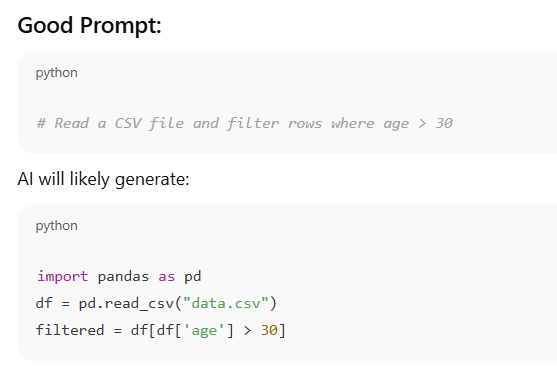 Good Prompt:
python
# Read a CSV file and filter rows where age > 30
AI will likely generate:
python
import pandas as pd
df = pd.read_csv("data.csv")
filtered = df[df['age'] > 30]